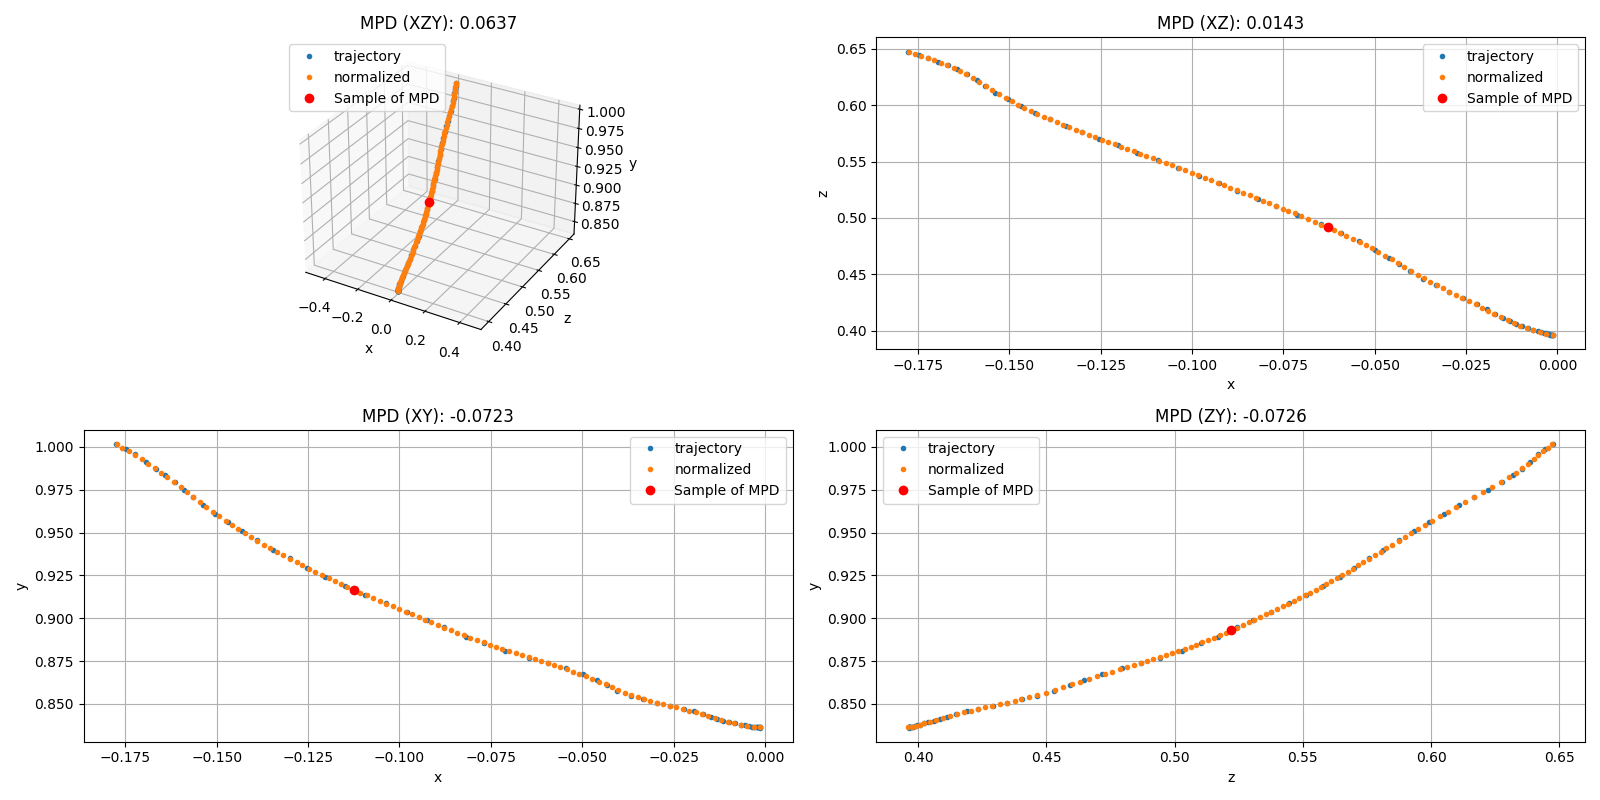 MPD (XZY): 0.0637
trajectory
normalized
Sample of MPD
1.000
0.975
0.950
0.925
0.900
0.875
0.850
y
0.65
0.60
0.55
0.50
0.45
0.40
z
−0.4
−0.2
0.0
0.2
0.4
x
MPD (XZ): 0.0143
trajectory
normalized
Sample of MPD
0.65
0.60
0.55
0.50
0.45
0.40
z
−0.175 −0.150 −0.125 −0.100 −0.075 −0.050 −0.025 0.000
x
MPD (XY): -0.0723
trajectory
normalized
Sample of MPD
1.000
0.975
0.950
0.925
0.900
0.875
0.850
y
−0.175 −0.150 −0.125 −0.100 −0.075 −0.050 −0.025 0.000
x
MPD (ZY): -0.0726
trajectory
normalized
Sample of MPD
1.000
0.975
0.950
0.925
0.900
0.875
0.850
y
0.40 0.45 0.50 0.55 0.60 0.65
z